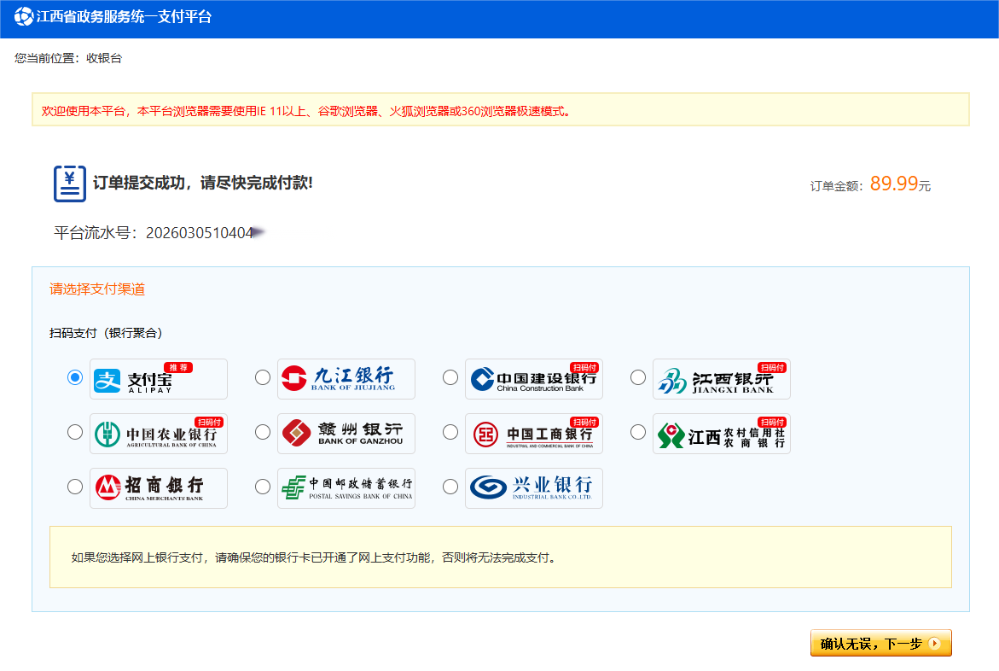 江西省政务服务统一支付平台
您当前位置：收银台
欢迎使用本平台，本平台浏览器需要使用IE 11以上、谷歌浏览器、火狐浏览器或360浏览器极速模式。
订单提交成功，请尽快完成付款!
订单金额：89.99元
平台流水号：2026030510404
请选择支付渠道
扫码支付（银行聚合）
支 支付宝 推荐
ALIPAY
九江银行
BANK OF JIUJIANG
中国建设银行 扫码付
China Construction Bank
江西银行 扫码付
JIANGXI BANK
中国农业银行 扫码付
AGRICULTURAL BANK OF CHINA
赣州银行
BANK OF GANZHOU
中国工商银行 扫码付
INDUSTRIAL AND COMMERCIAL BANK OF CHINA
江西农村信用社 扫码付
农商银行
招商银行
CHINA MERCHANTS BANK
中国邮政储蓄银行
POSTAL SAVINGS BANK OF CHINA
兴业银行
INDUSTRIAL BANK CO.,LTD.
如果您选择网上银行支付，请确保您的银行卡已开通了网上支付功能，否则将无法完成支付。
确认无误，下一步